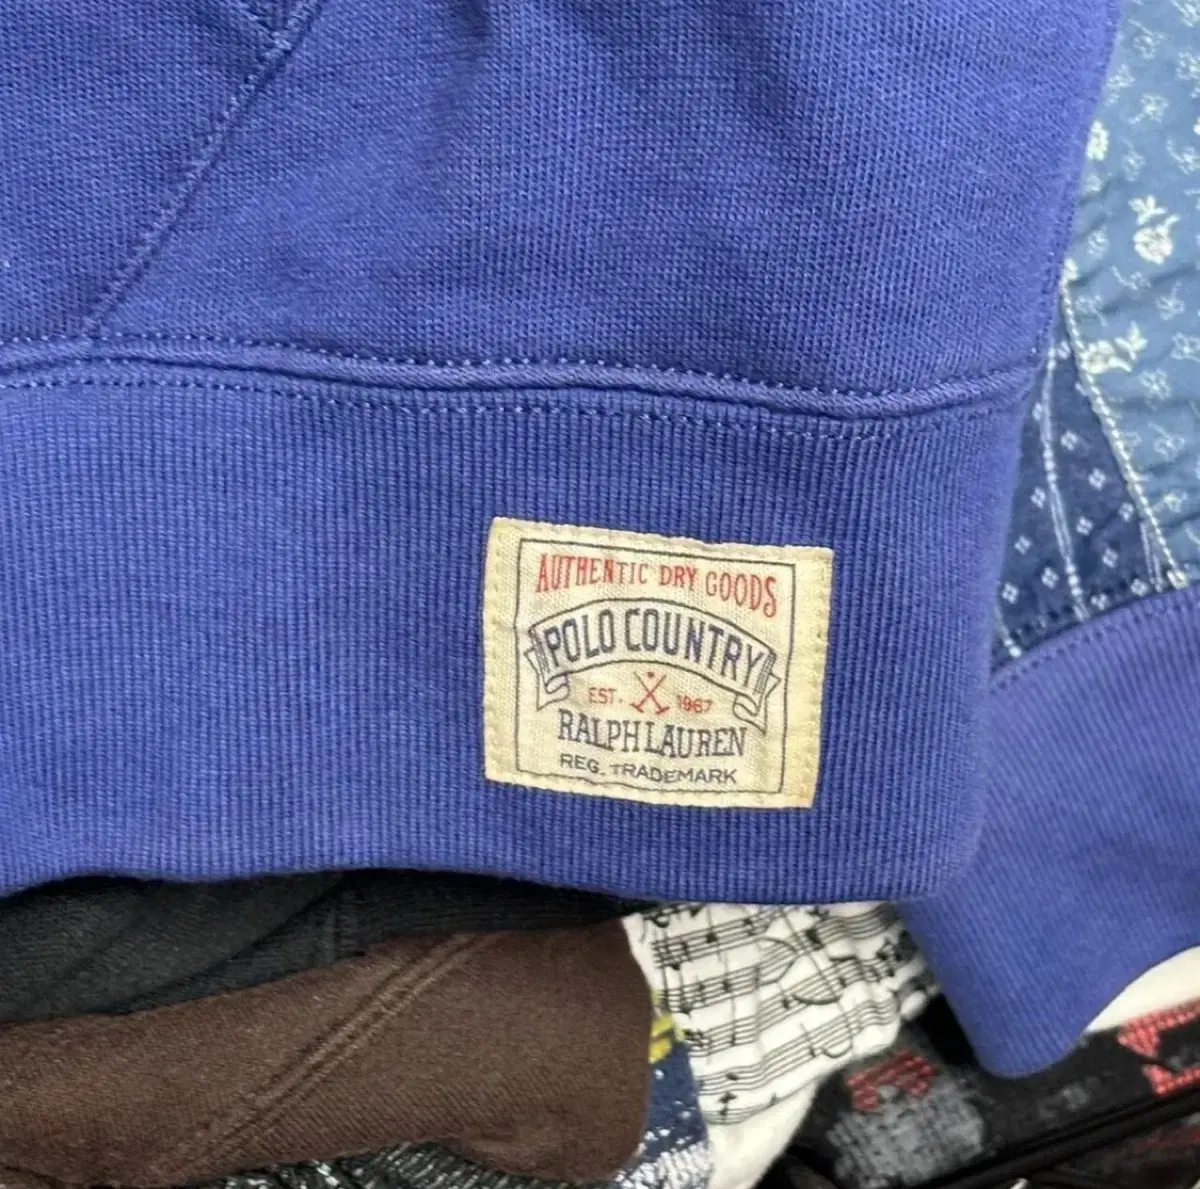 AUTHENTIC DRY GOODS
POLO COUNTRY
EST. 1967
RALPH LAUREN
REG. TRADEMARK